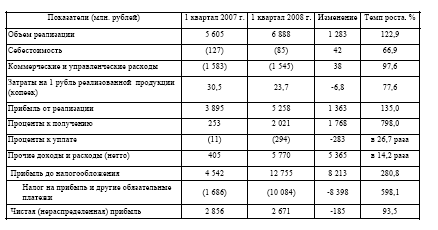 Показатели (млн. рублей) 1 квартал 2007 г. 1 квартал 2008 г. Изменение Темп роста. %
Объем реализации 5 605 6 888 1 283 122,9
Себестоимость (127) (85) 42 66,9
Коммерческие и управленческие расходы (1 583) (1 545) 38 97,6
Затраты на 1 рубль реализованной продукции (копеек) 30,5 23,7 -6,8 77,6
Прибыль от реализации 3 895 5 258 1 363 135,0
Проценты к получению 253 2 021 1 768 798,0
Проценты к уплате (11) (294) -283 в 26,7 раза
Прочие доходы и расходы (нетто) 405 5 770 5 365 в 14,2 раза
Прибыль до налогообложения 4 542 12 755 8 213 280,8
Налог на прибыль и другие обязательные платежи (1 686) (10 084) -8 398 598,1
Чистая (нераспределенная) прибыль 2 856 2 671 -185 93,5